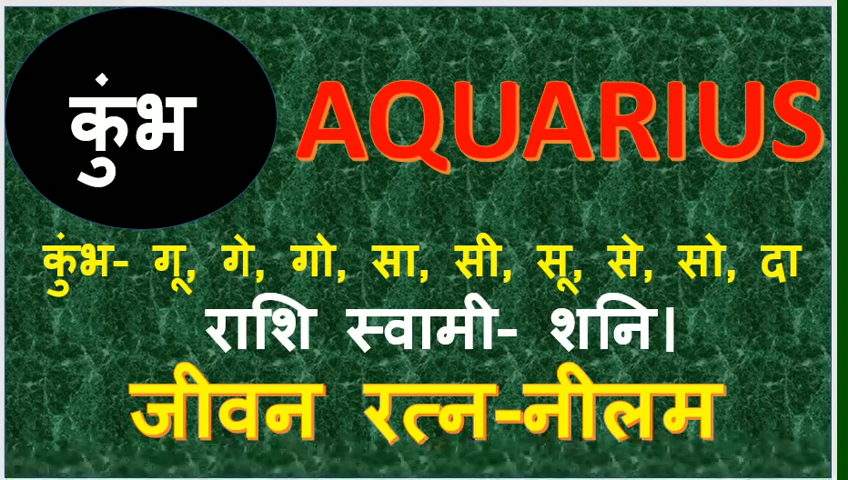 कुंभ
AQUARIUS
कुंभ- गू, गे, गो, सा, सी, सू, से, सो, दा
राशि स्वामी- शनि।
जीवन रत्न-नीलम